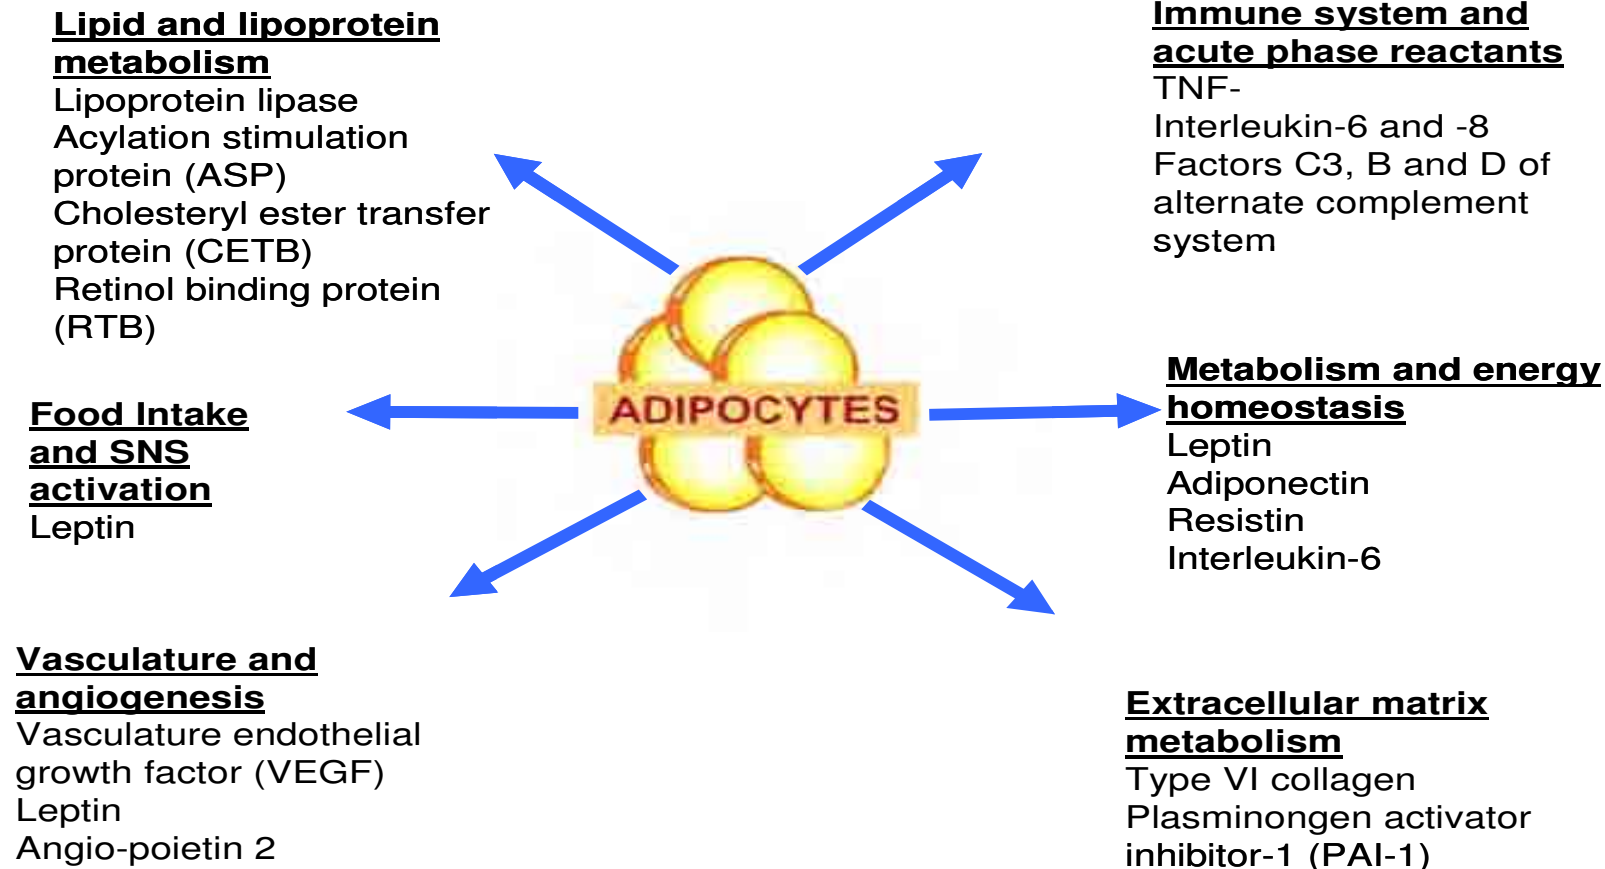 Lipid and lipoprotein
metabolism
Lipoprotein lipase
Acylation stimulation
protein (ASP)
Cholesteryl ester transfer
protein (CETB)
Retinol binding protein
(RTB)
Immune system and
acute phase reactants
TNF-
Interleukin-6 and -8
Factors C3, B and D of
alternate complement
system
Food Intake
and SNS
activation
Leptin
ADIPOCYTES
Metabolism and energy
homeostasis
Leptin
Adiponectin
Resistin
Interleukin-6
Vasculature and
angiogenesis
Vasculature endothelial
growth factor (VEGF)
Leptin
Angio-poietin 2
Extracellular matrix
metabolism
Type VI collagen
Plasminongen activator
inhibitor-1 (PAI-1)